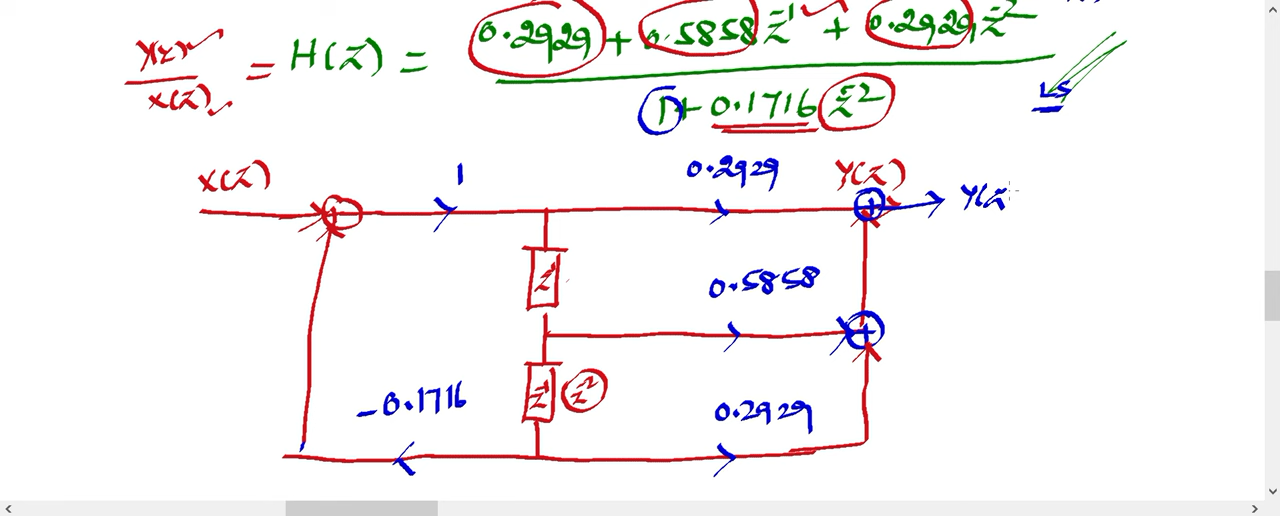 0.2929 + 0.5858 z⁻¹ + 0.2929 z⁻²
Y(z) / X(z) = H(z) =
1 + 0.1716 z⁻²
X(z) 1 0.2929 Y(z)
+ + Y(z
z⁻¹ 0.5858
+
-0.1716 z⁻¹ z⁻² 0.2929